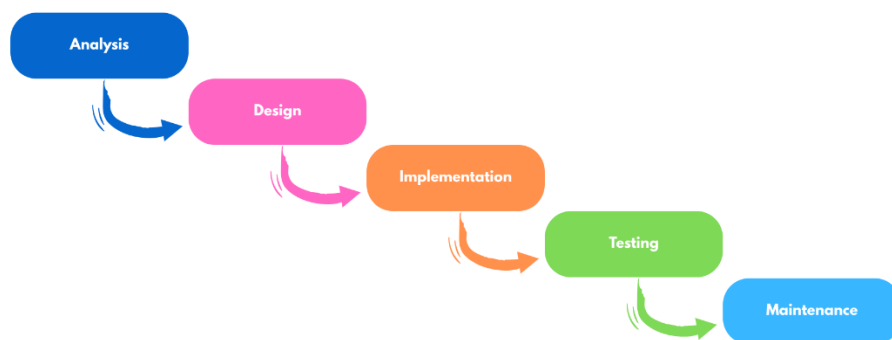 Analysis
Design
Implementation
Testing
Maintenance